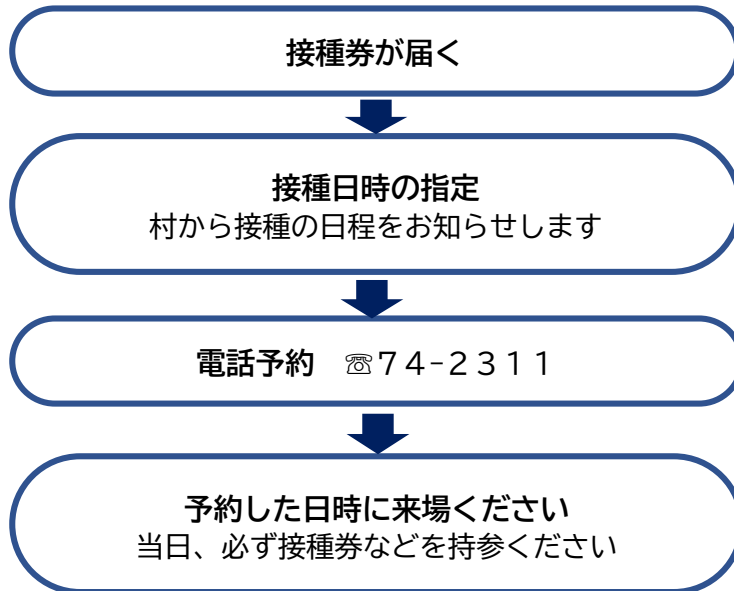 接種券が届く
接種日時の指定
村から接種の日程をお知らせします
電話予約　☏７４-２３１１
予約した日時に来場ください
当日、必ず接種券などを持参ください